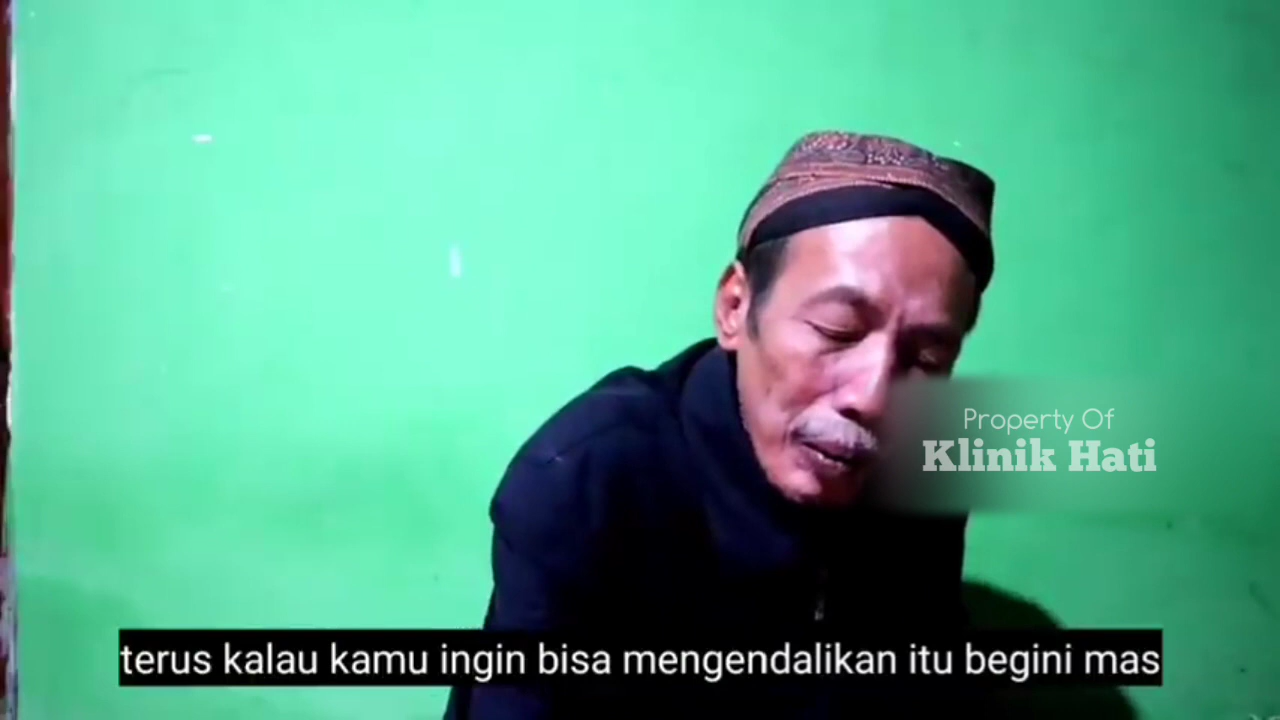 Property Of
Klinik Hati
terus kalau kamu ingin bisa mengendalikan itu begini mas